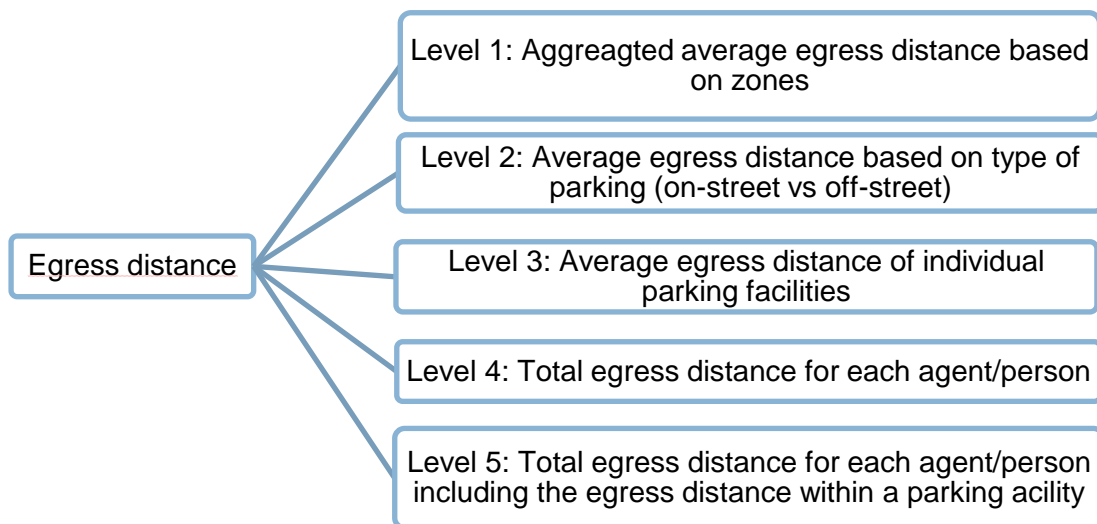 Level 1: Aggreagted average egress distance based
on zones
Level 2: Average egress distance based on type of
parking (on-street vs off-street)
Egress distance
Level 3: Average egress distance of individual
parking facilities
Level 4: Total egress distance for each agent/person
Level 5: Total egress distance for each agent/person
including the egress distance within a parking acility